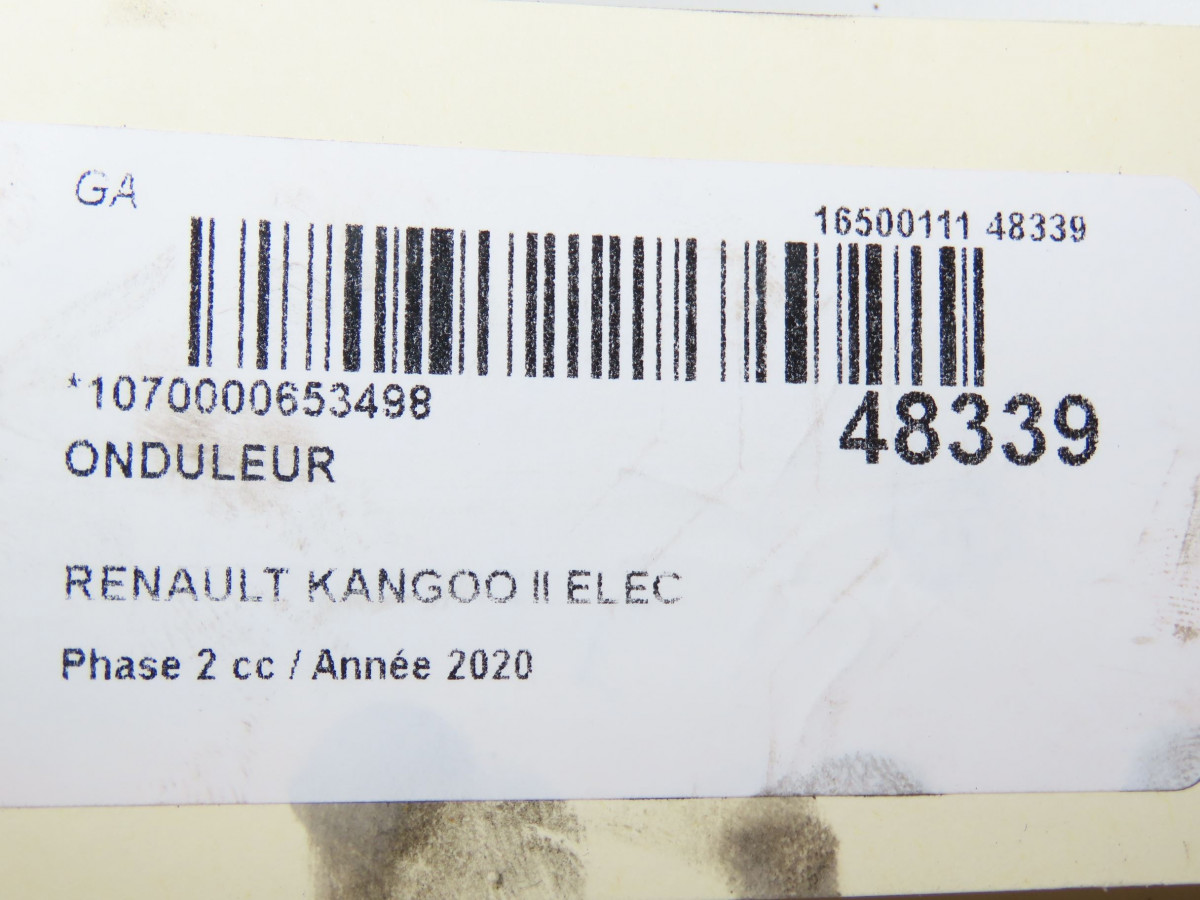 GA
16500111 48339
*1070000653498
48339
ONDULEUR
RENAULT KANGOO II ELEC
Phase 2 cc / Année 2020